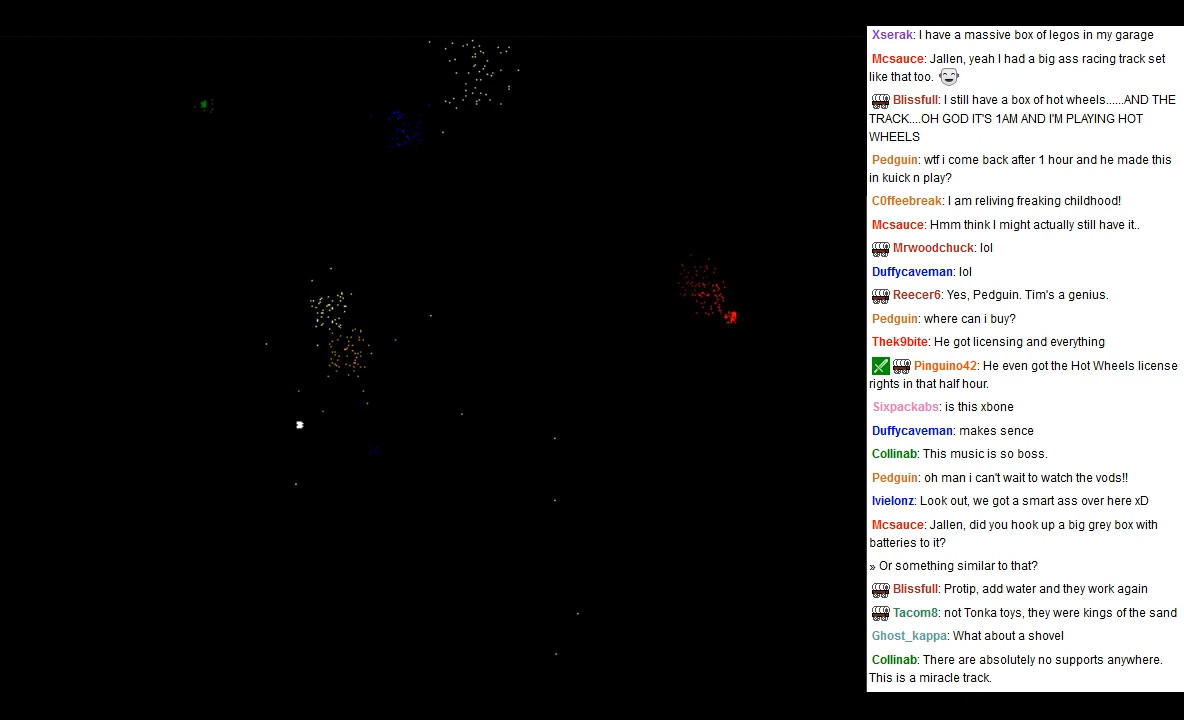 Xserak: I have a massive box of legos in my garage
Mcsauce: Jallen, yeah I had a big ass racing track set
like that too.
Blissfull: I still have a box of hot wheels......AND THE
TRACK....OH GOD IT'S 1AM AND I'M PLAYING HOT
WHEELS
Pedguin: wtf i come back after 1 hour and he made this
in kuick n play?
C0ffeebreak: I am reliving freaking childhood!
Mcsauce: Hmm think I might actually still have it..
Mrwoodchuck: lol
Duffycaveman: lol
Reecer6: Yes, Pedguin. Tim's a genius.
Pedguin: where can i buy?
Thek9bite: He got licensing and everything
Pinguino42: He even got the Hot Wheels license
rights in that half hour.
Sixpackabs: is this xbone
Duffycaveman: makes sence
Collinab: This music is so boss.
Pedguin: oh man i can't wait to watch the vods!!
Ivielonz: Look out, we got a smart ass over here xD
Mcsauce: Jallen, did you hook up a big grey box with
batteries to it?
» Or something similar to that?
Blissfull: Protip, add water and they work again
Tacom8: not Tonka toys, they were kings of the sand
Ghost_kappa: What about a shovel
Collinab: There are absolutely no supports anywhere.
This is a miracle track.